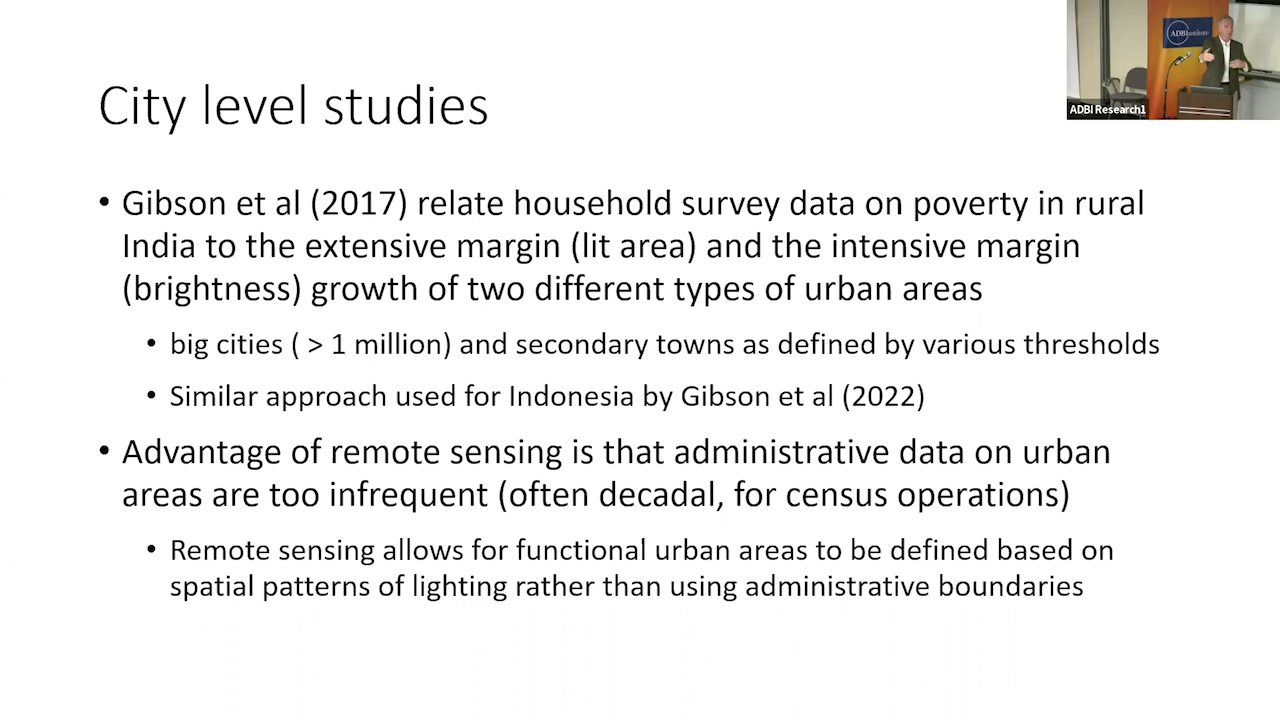 City level studies
• Gibson et al (2017) relate household survey data on poverty in rural
India to the extensive margin (lit area) and the intensive margin
(brightness) growth of two different types of urban areas
• big cities ( > 1 million) and secondary towns as defined by various thresholds
• Similar approach used for Indonesia by Gibson et al (2022)
• Advantage of remote sensing is that administrative data on urban
areas are too infrequent (often decadal, for census operations)
• Remote sensing allows for functional urban areas to be defined based on
spatial patterns of lighting rather than using administrative boundaries
ADBInstitute
ADBI Research1